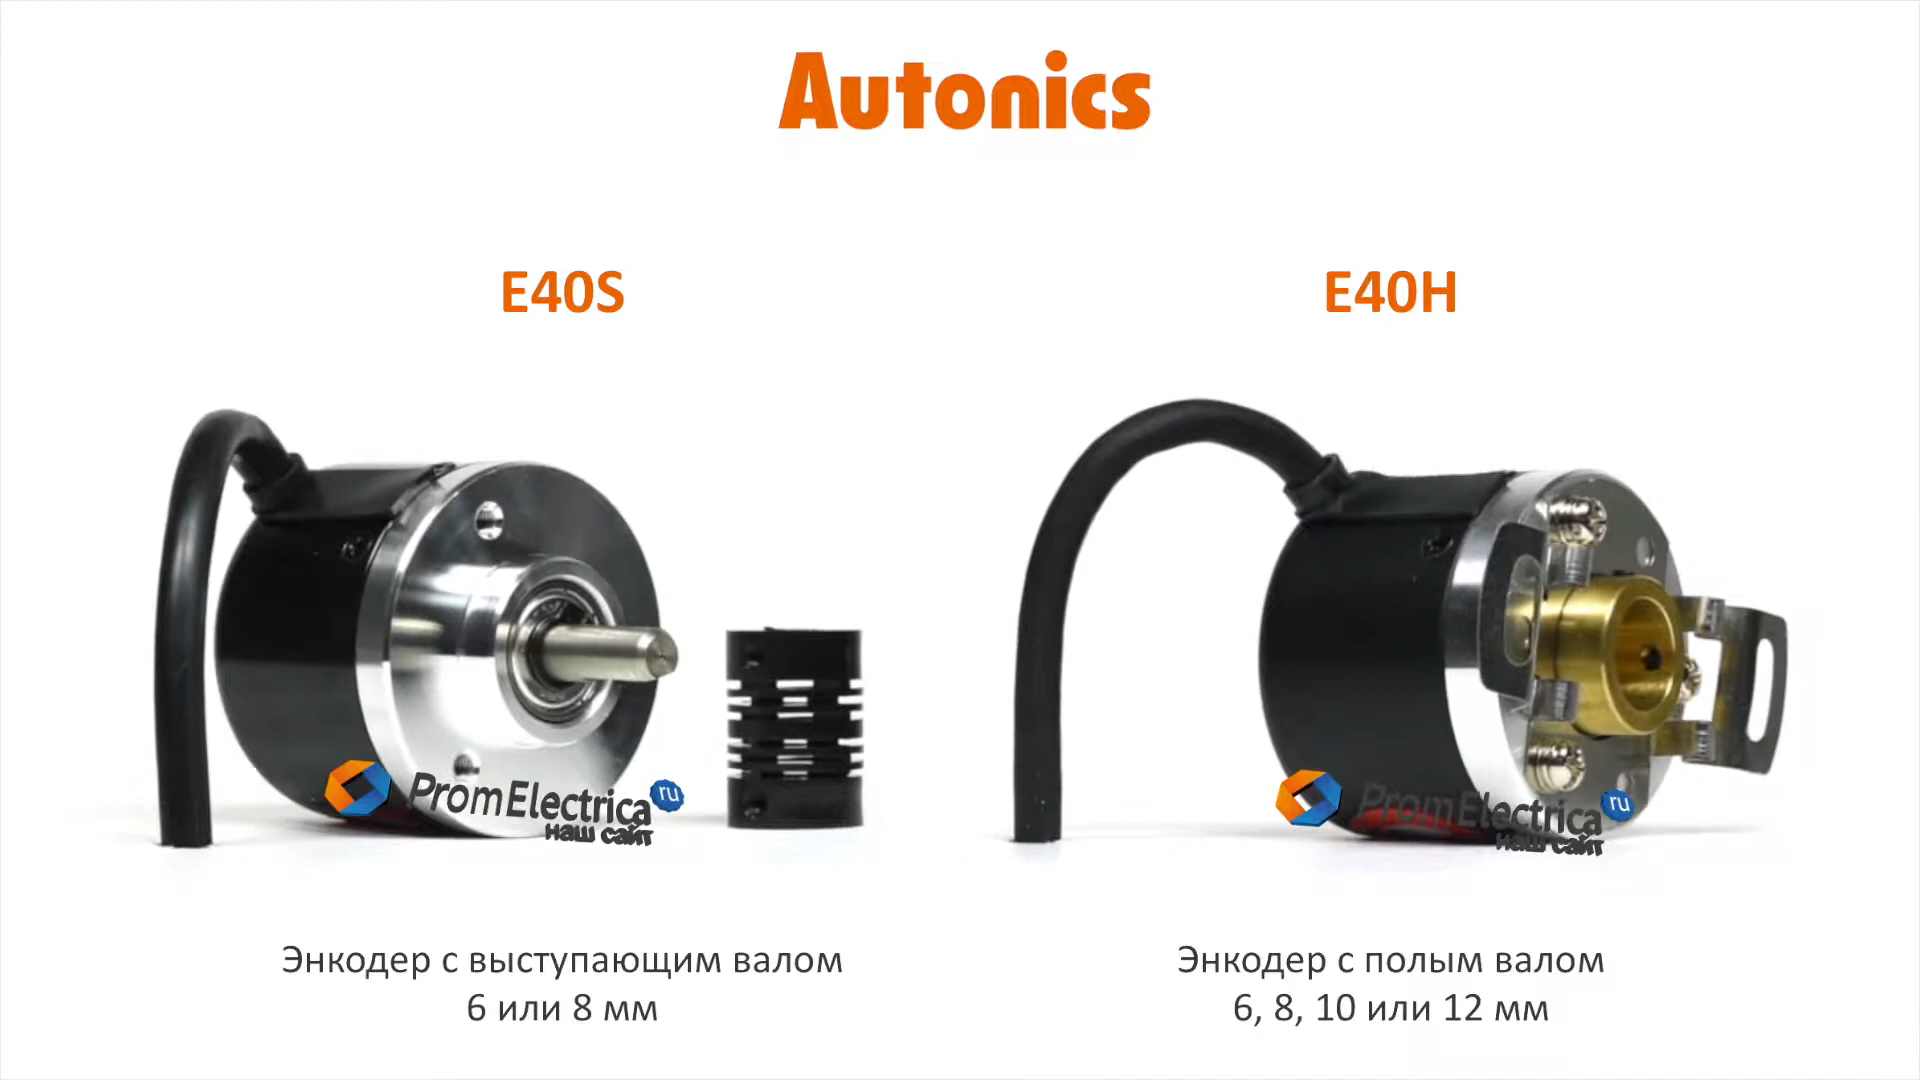 Autonics
E40S
E40H
PromElectrica ru
наш сайт
PromElectrica ru
наш сайт
Энкодер с выступающим валом
6 или 8 мм
Энкодер с полым валом
6, 8, 10 или 12 мм